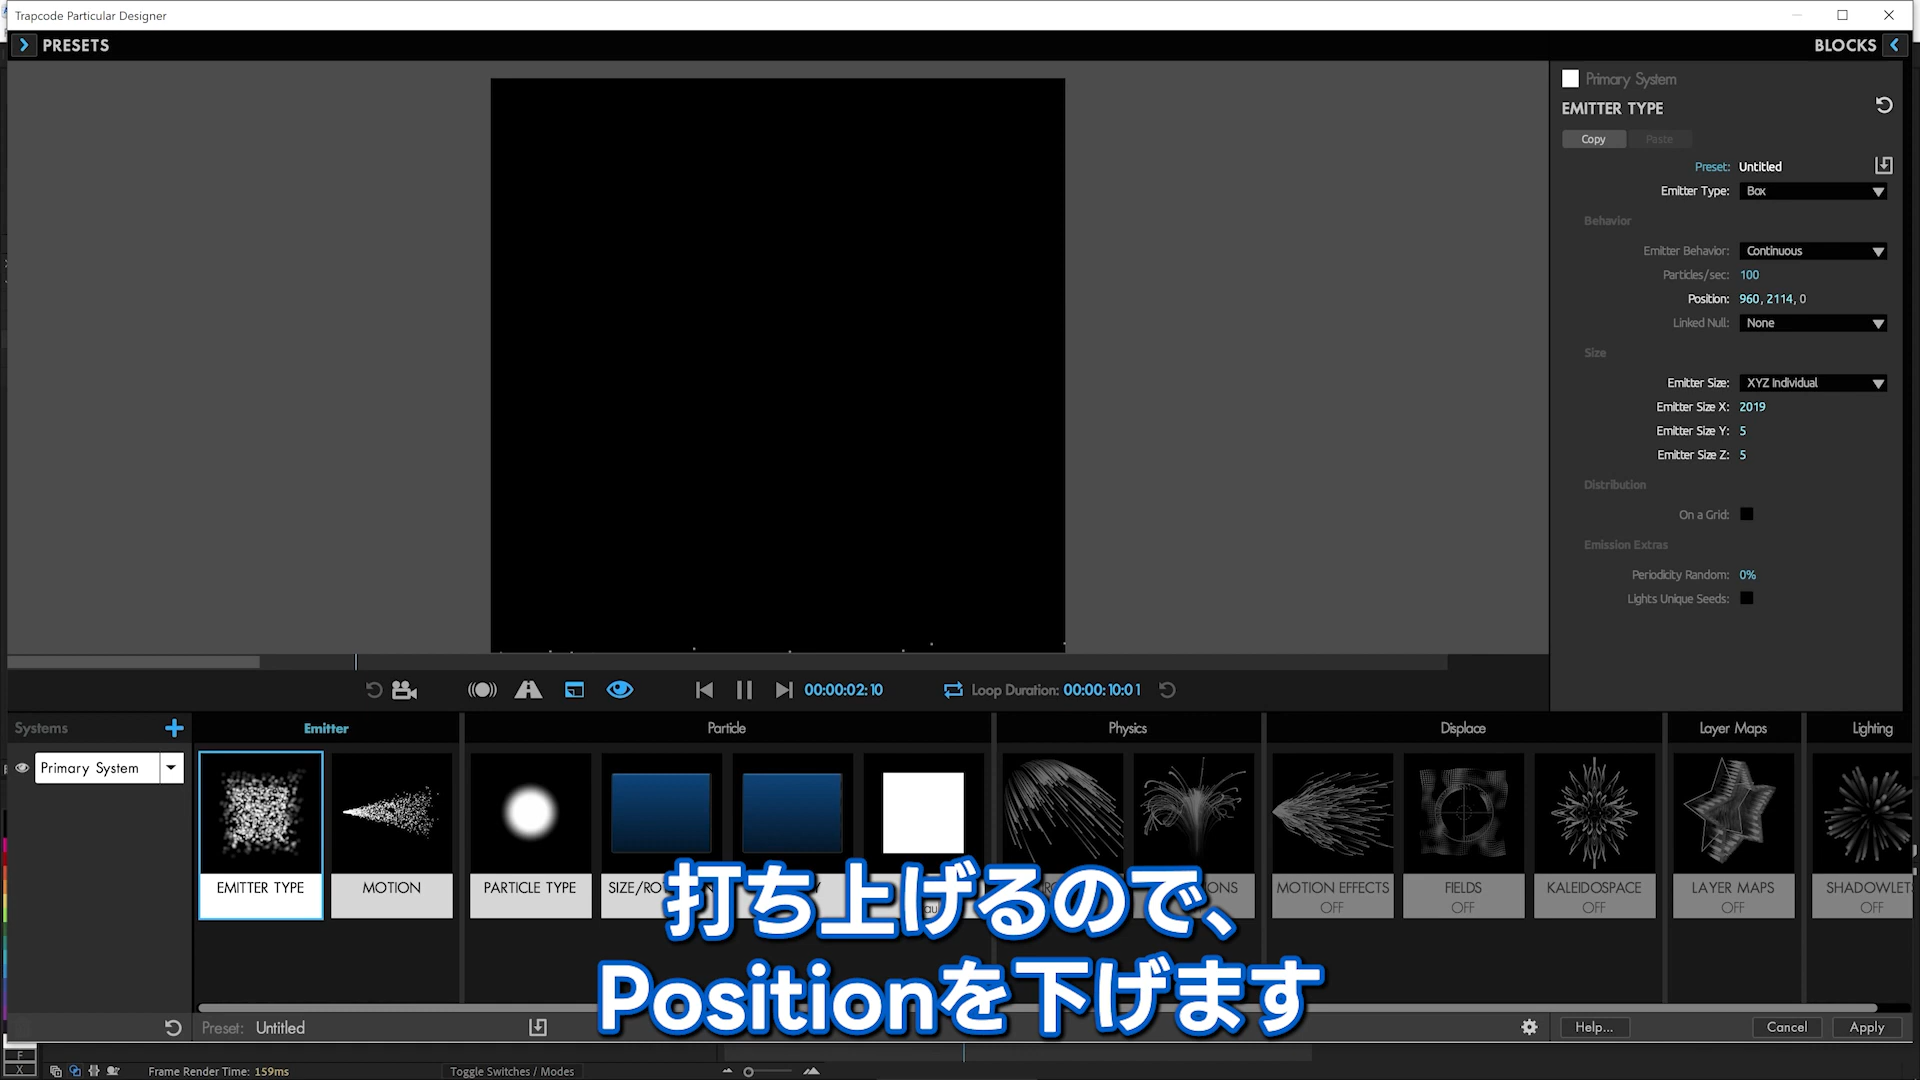 Trapcode Particular Designer
PRESETS
BLOCKS
Primary System
EMITTER TYPE
Copy
Paste
Preset: Untitled
Emitter Type: Box
Behavior
Emitter Behavior: Continuous
Particles/sec: 100
Position: 960, 2114, 0
Linked Null: None
Size
Emitter Size: XYZ Individual
Emitter Size X: 2019
Emitter Size Y: 5
Emitter Size Z: 5
Distribution
On a Grid:
Emission Extras
Periodicity Random: 0%
Lights Unique Seeds:
00:00:02:10
Loop Duration: 00:00:10:01
Systems
Emitter
Particle
Physics
Displace
Layer Maps
Lighting
Primary System
EMITTER TYPE
MOTION
PARTICLE TYPE
SIZE/RO
MOTION EFFECTS
OFF
FIELDS
OFF
KALEIDOSPACE
OFF
LAYER MAPS
OFF
SHADOWLET
OFF
打ち上げるので、
Positionを下げます
Preset: Untitled
Help...
Cancel
Apply
F
X
Frame Render Time: 159ms
Toggle Switches / Modes